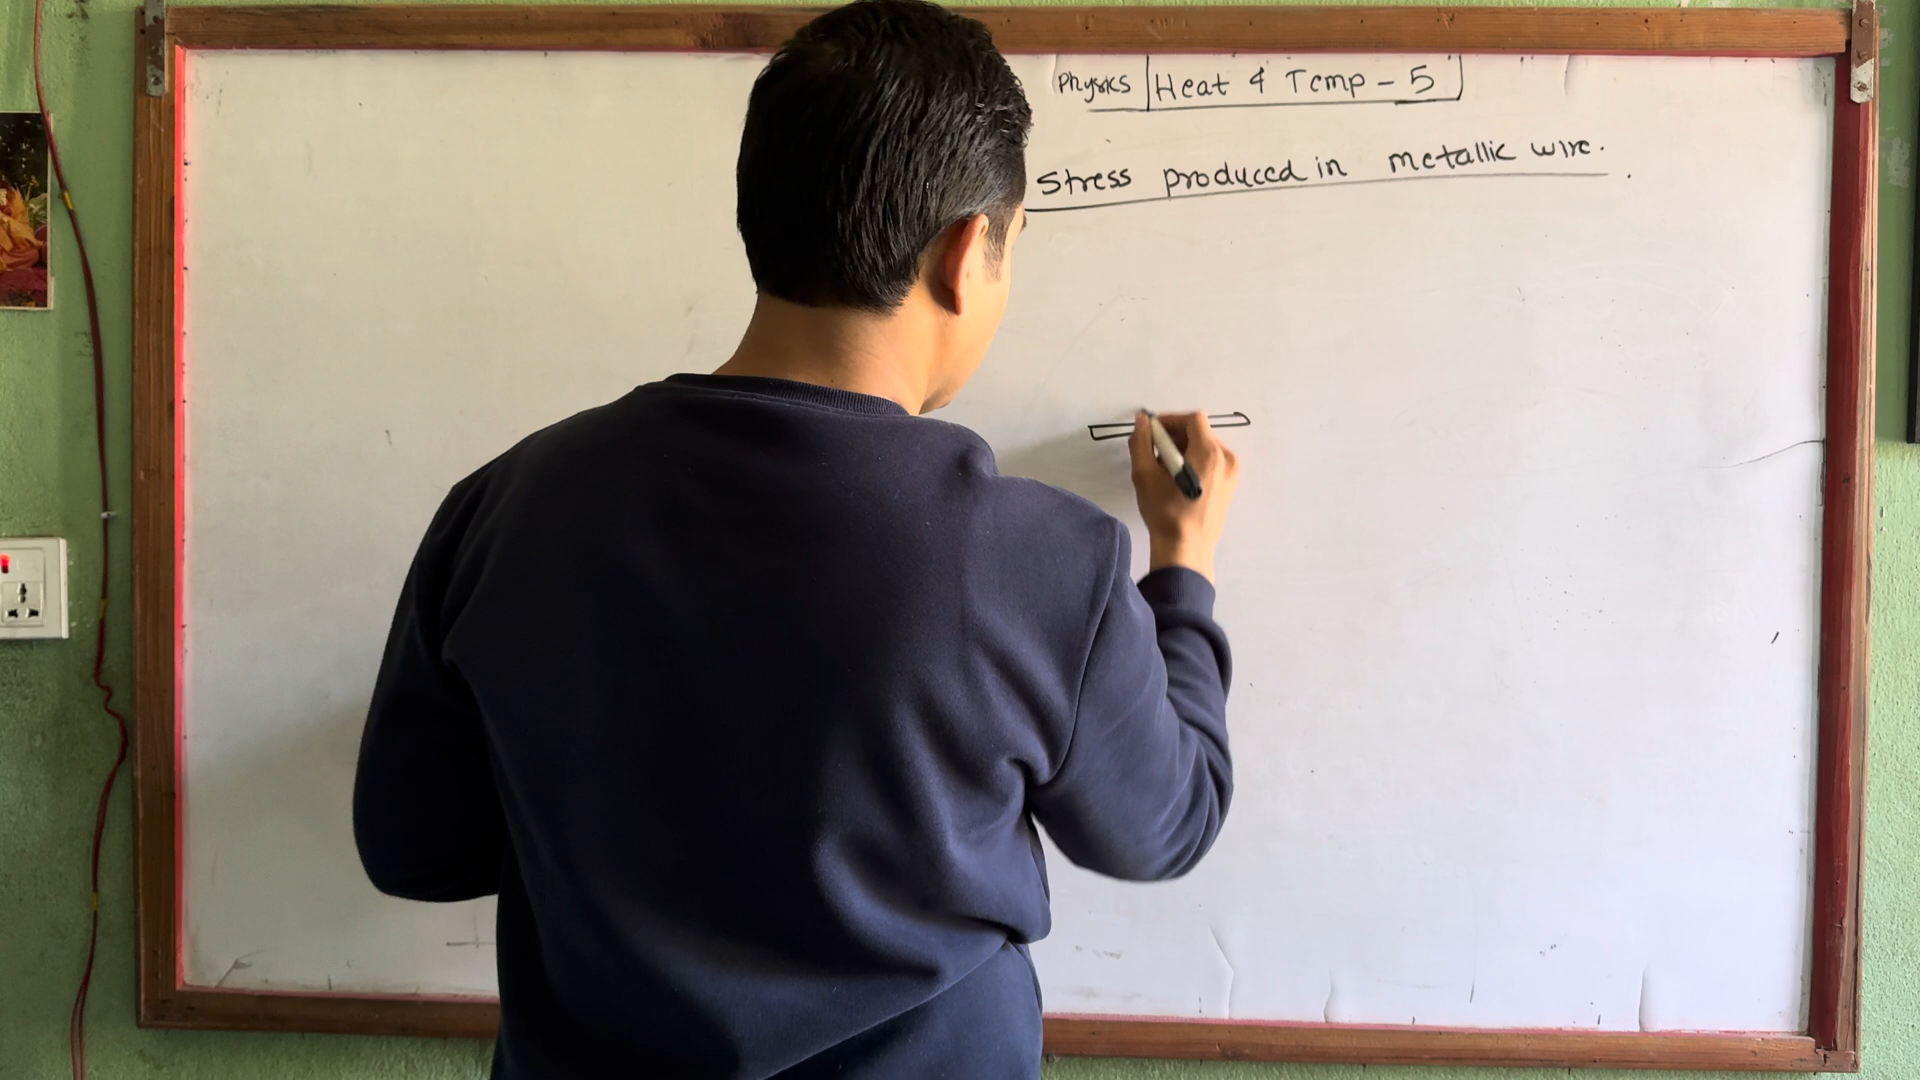 Physics Heat & Temp - 5
Stress produced in metallic wire.